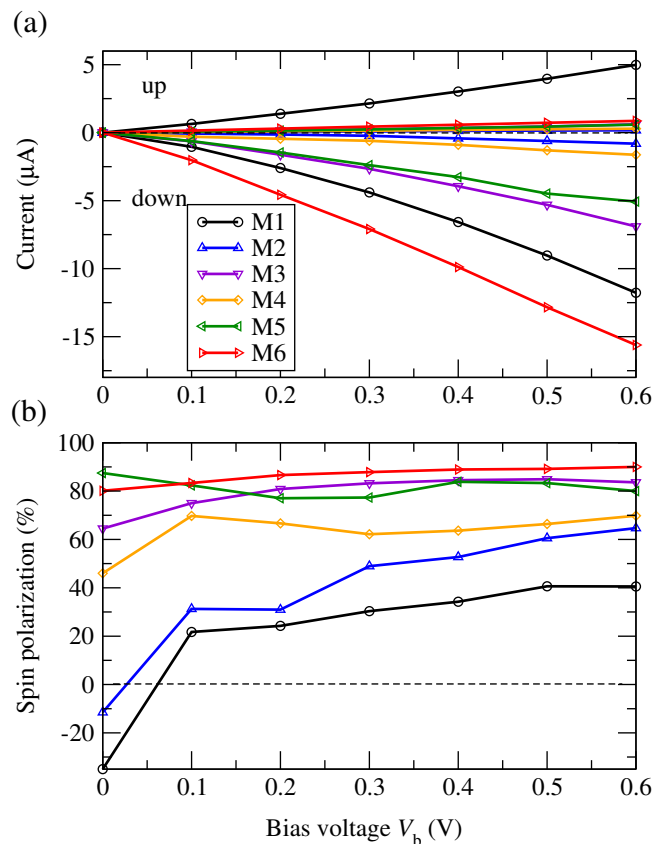 (a)
5
0
-5
-10
-15
Current (μA)
up
down
M1
M2
M3
M4
M5
M6
0 0.1 0.2 0.3 0.4 0.5 0.6
(b)
100
80
60
40
20
0
-20
Spin polarization (%)
0 0.1 0.2 0.3 0.4 0.5 0.6
Bias voltage V_b (V)